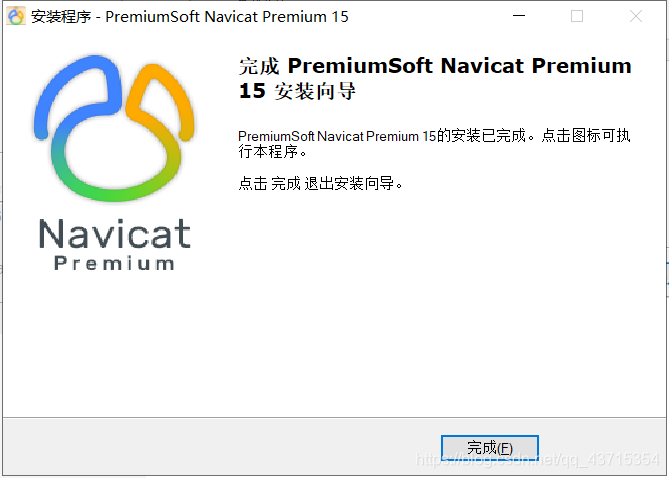 安装程序 - PremiumSoft Navicat Premium 15
完成 PremiumSoft Navicat Premium
15 安装向导
PremiumSoft Navicat Premium 15的安装已完成。点击图标可执
行本程序。
点击 完成 退出安装向导。
Navicat
Premium
完成(F)
https://blog.csdn.net/qq_43715354